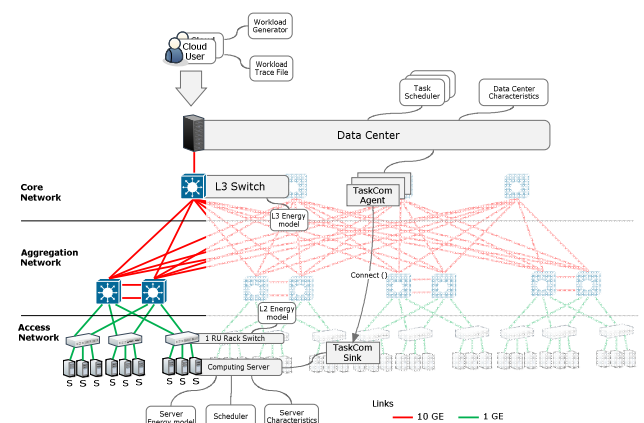 Workload
Generator
Cloud
Cloud
User
Workload
Trace File
Task
Scheduler
Data Center
Characteristics
Data Center
Core
Network
L3 Switch
TaskCom
Agent
L3 Energy
model
Aggregation
Network
Connect ()
L2 Energy
model
Access
Network
1 RU Rack Switch
TaskCom
Sink
Computing Server
S S S S S S S S S
Server
Energy model
Scheduler
Server
Characteristics
Links
10 GE
1 GE